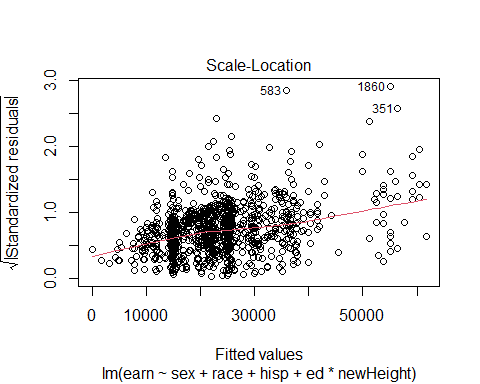 Scale-Location
√|Standardized residuals|
3.0
2.0
1.0
0.0
583
1860
351
0 10000 30000 50000
Fitted values
lm(earn ~ sex + race + hisp + ed * newHeight)